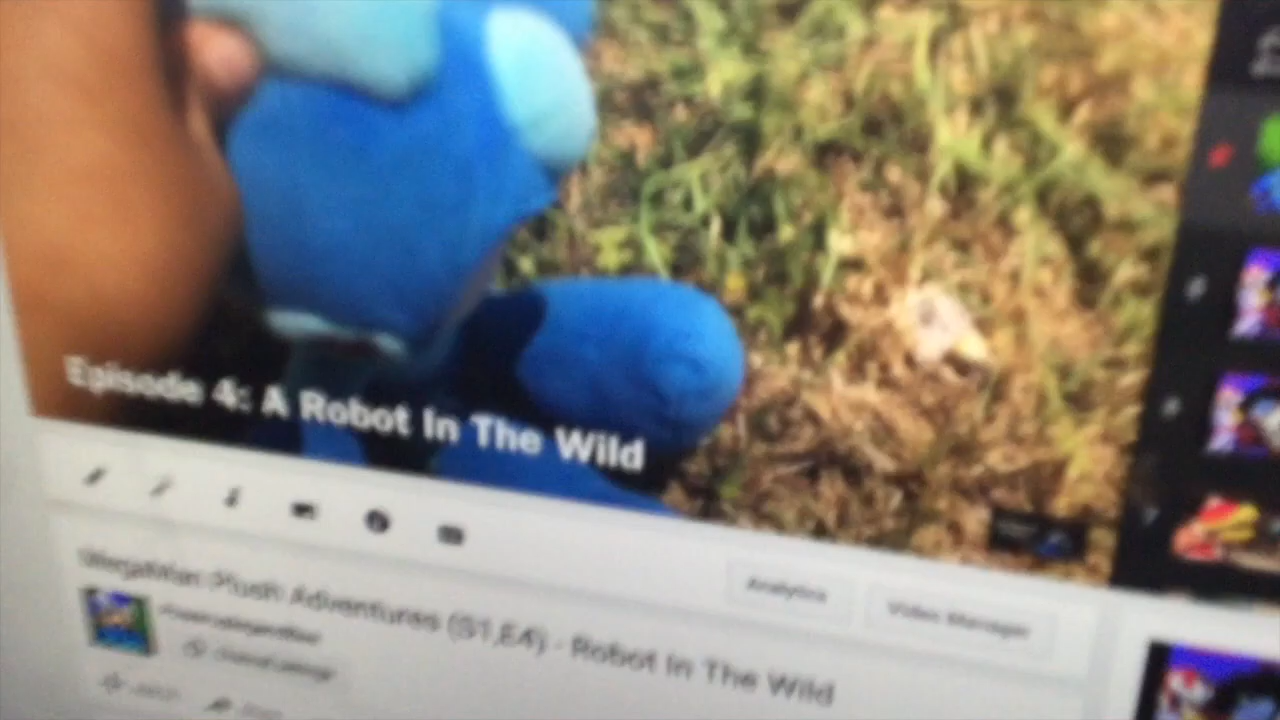 Episode 4: A Robot In The Wild
Analytics
Video Manager
MegaMan Plush Adventures (S1,E4) - Robot In The Wild